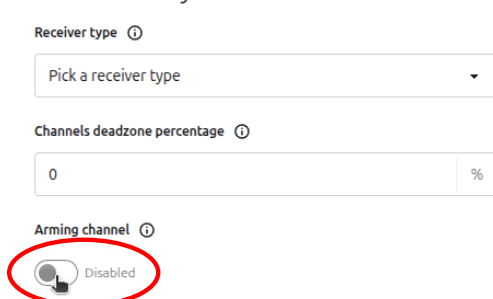 Receiver type
Pick a receiver type
Channels deadzone percentage
0 %
Arming channel
Disabled